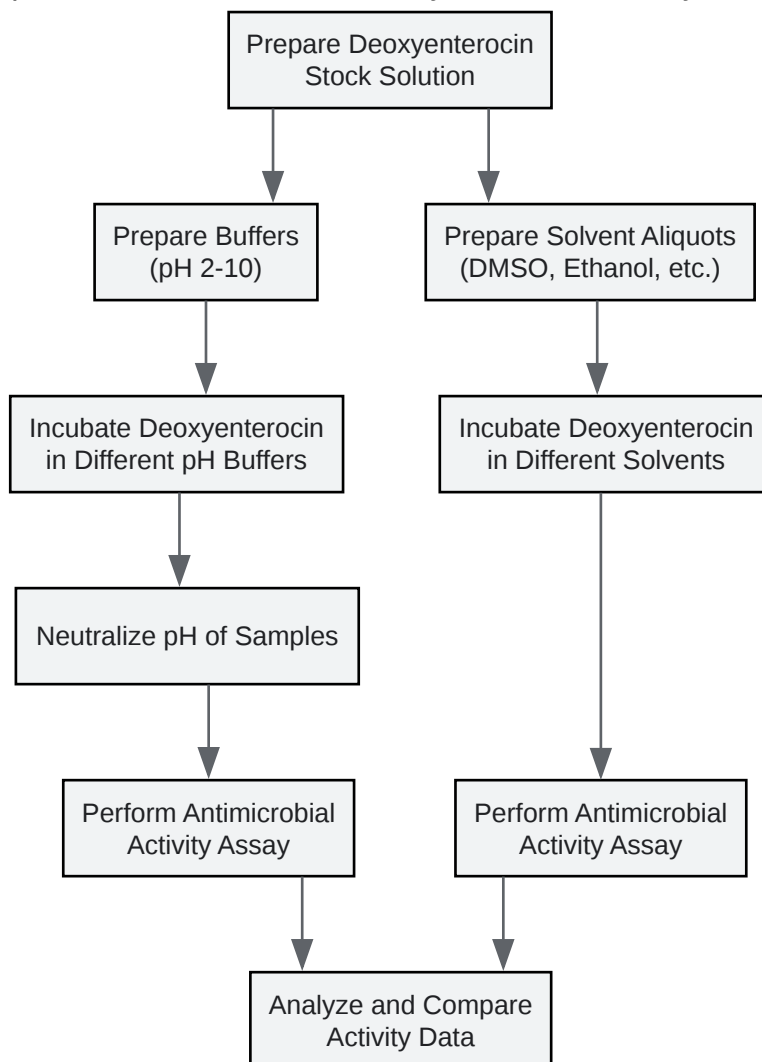 Prepare Deoxyenterocin
Stock Solution
Prepare Buffers
(pH 2-10)
Prepare Solvent Aliquots
(DMSO, Ethanol, etc.)
Incubate Deoxyenterocin
in Different pH Buffers
Incubate Deoxyenterocin
in Different Solvents
Neutralize pH of Samples
Perform Antimicrobial
Activity Assay
Perform Antimicrobial
Activity Assay
Analyze and Compare
Activity Data